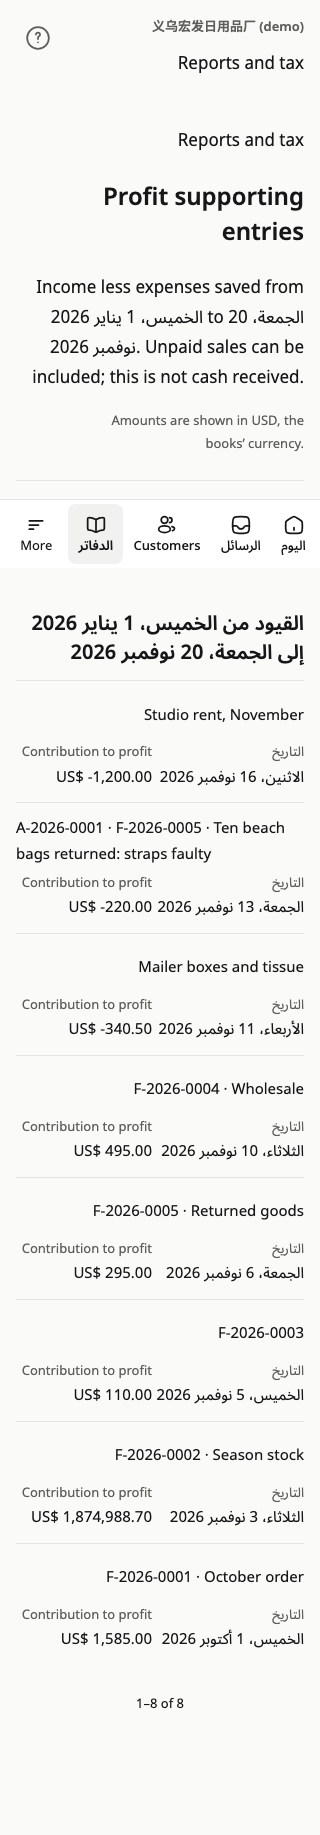 义乌宏发日用品厂 (demo)
Reports and tax
Reports and tax
Profit supporting
entries
Income less expenses saved from
الخميس، 1 يناير 2026 to الجمعة، 20
نوفمبر 2026. Unpaid sales can be
included; this is not cash received.
Amounts are shown in USD, the
books’ currency.
اليوم
الرسائل
Customers
الدفاتر
More
القيود من الخميس، 1 يناير 2026
إلى الجمعة، 20 نوفمبر 2026
Studio rent, November
التاريخ
Contribution to profit
الاثنين، 16 نوفمبر 2026
US$ -1,200.00
A-2026-0001 · F-2026-0005 · Ten beach
bags returned: straps faulty
التاريخ
Contribution to profit
الجمعة، 13 نوفمبر 2026
US$ -220.00
Mailer boxes and tissue
التاريخ
Contribution to profit
الأربعاء، 11 نوفمبر 2026
US$ -340.50
F-2026-0004 · Wholesale
التاريخ
Contribution to profit
الثلاثاء، 10 نوفمبر 2026
US$ 495.00
F-2026-0005 · Returned goods
التاريخ
Contribution to profit
الجمعة، 6 نوفمبر 2026
US$ 295.00
F-2026-0003
التاريخ
Contribution to profit
الخميس، 5 نوفمبر 2026
US$ 110.00
F-2026-0002 · Season stock
التاريخ
Contribution to profit
الثلاثاء، 3 نوفمبر 2026
US$ 1,874,988.70
F-2026-0001 · October order
التاريخ
Contribution to profit
الخميس، 1 أكتوبر 2026
US$ 1,585.00
1–8 of 8